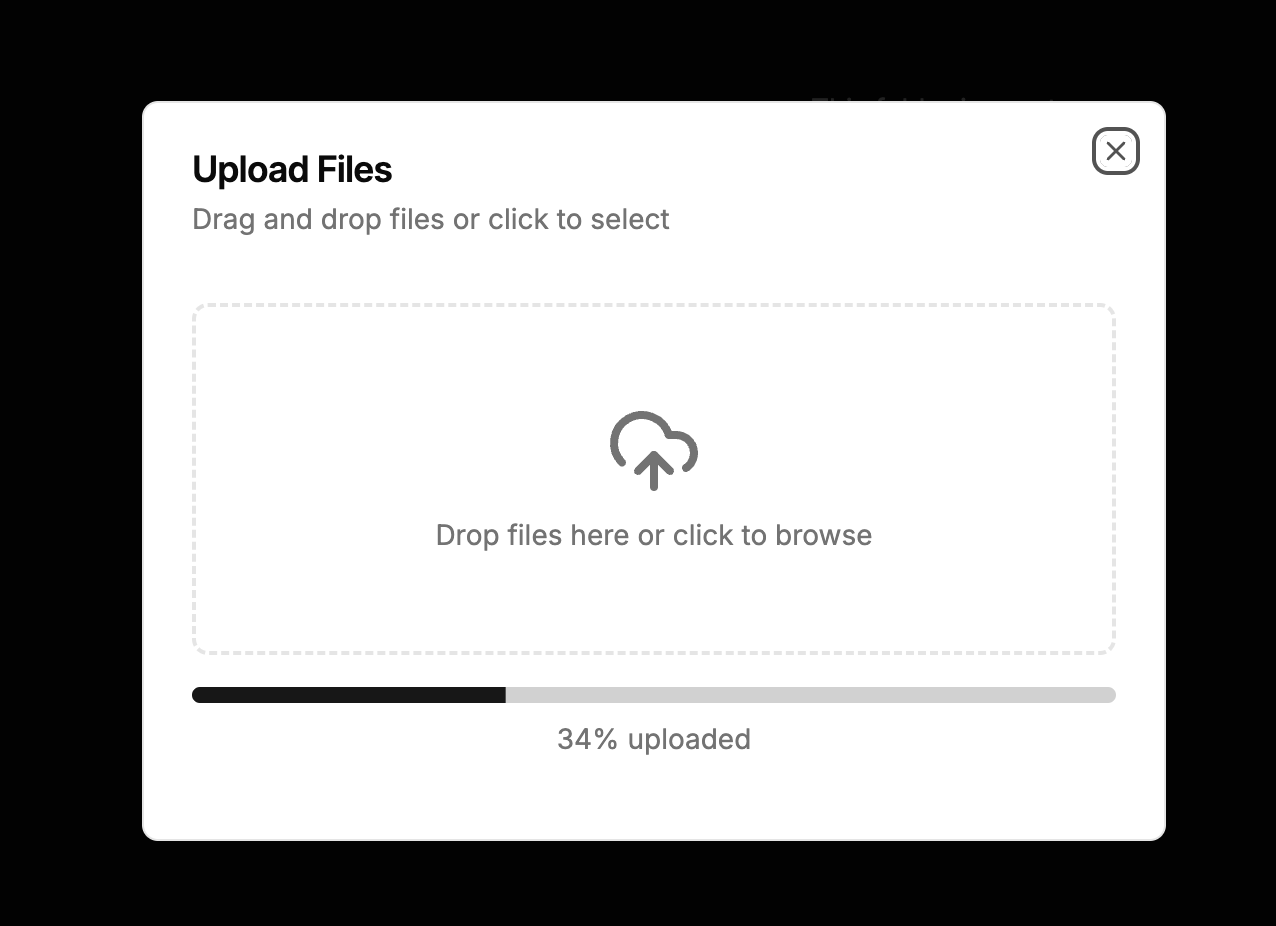 Upload Files
Drag and drop files or click to select
Drop files here or click to browse
34% uploaded